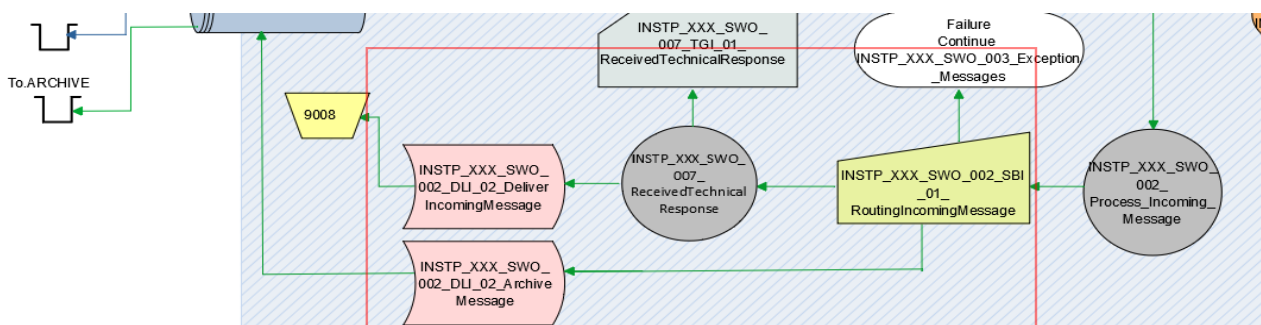 To.ARCHIVE
9008
INSTP_XXX_SWO_
007_TGI_01_
ReceivedTechnicalResponse
Failure
Continue
INSTP_XXX_SWO_003_Exception
_Messages
INSTP_XXX_SWO_
002_DLI_02_Deliver
IncomingMessage
INSTP_XXX_SWO_
007_
ReceivedTechnical
Response
INSTP_XXX_SWO_002_SBI
_01_
RoutingIncomingMessage
INSTP_XXX_SWO_
002_
Process_Incoming_
Message
INSTP_XXX_SWO_
002_DLI_02_Archive
Message